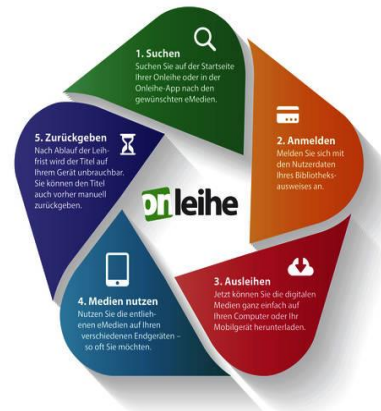 1. Suchen
Suchen Sie auf der Startseite
Ihrer Onleihe oder in der
Onleihe-App nach den
gewünschten eMedien.
2. Anmelden
Melden Sie sich mit
den Nutzerdaten
Ihres Bibliotheks-
ausweises an.
3. Ausleihen
Jetzt können Sie die digitalen
Medien ganz einfach auf
Ihren Computer oder Ihr
Mobilgerät herunterladen.
4. Medien nutzen
Nutzen Sie die entlieh-
enen eMedien auf Ihren
verschiedenen Endgeräten –
so oft Sie möchten.
5. Zurückgeben
Nach Ablauf der Leih-
frist wird der Titel auf
Ihrem Gerät unbrauchbar.
Sie können den Titel
auch vorher manuell
zurückgeben.
onleihe